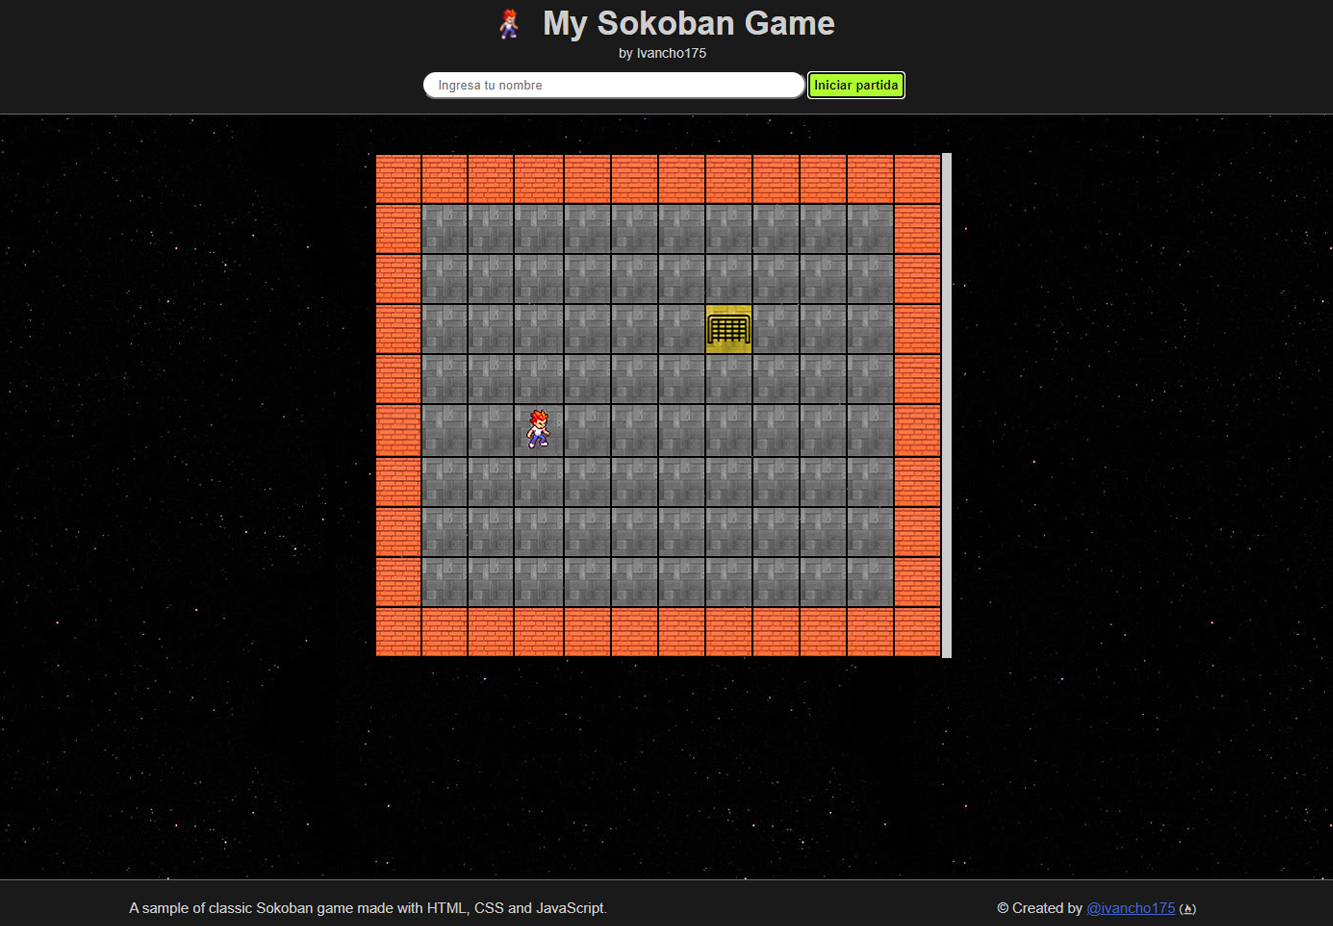 My Sokoban Game
by Ivancho175
Ingresa tu nombre
Iniciar partida
A sample of classic Sokoban game made with HTML, CSS and JavaScript.
© Created by @ivancho175 (🔥)